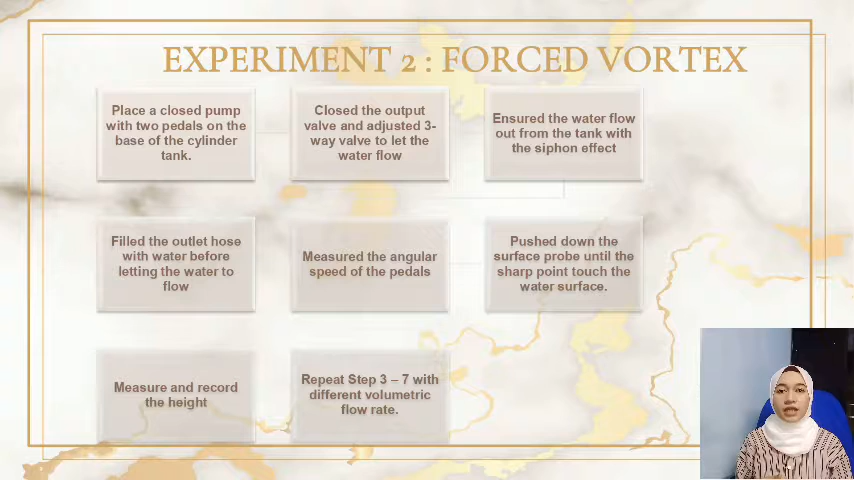 EXPERIMENT 2 : FORCED VORTEX
Place a closed pump
with two pedals on the
base of the cylinder
tank.
Closed the output
valve and adjusted 3-
way valve to let the
water flow
Ensured the water flow
out from the tank with
the siphon effect
Filled the outlet hose
with water before
letting the water to
flow
Measured the angular
speed of the pedals
Pushed down the
surface probe until the
sharp point touch the
water surface.
Measure and record
the height
Repeat Step 3 – 7 with
different volumetric
flow rate.